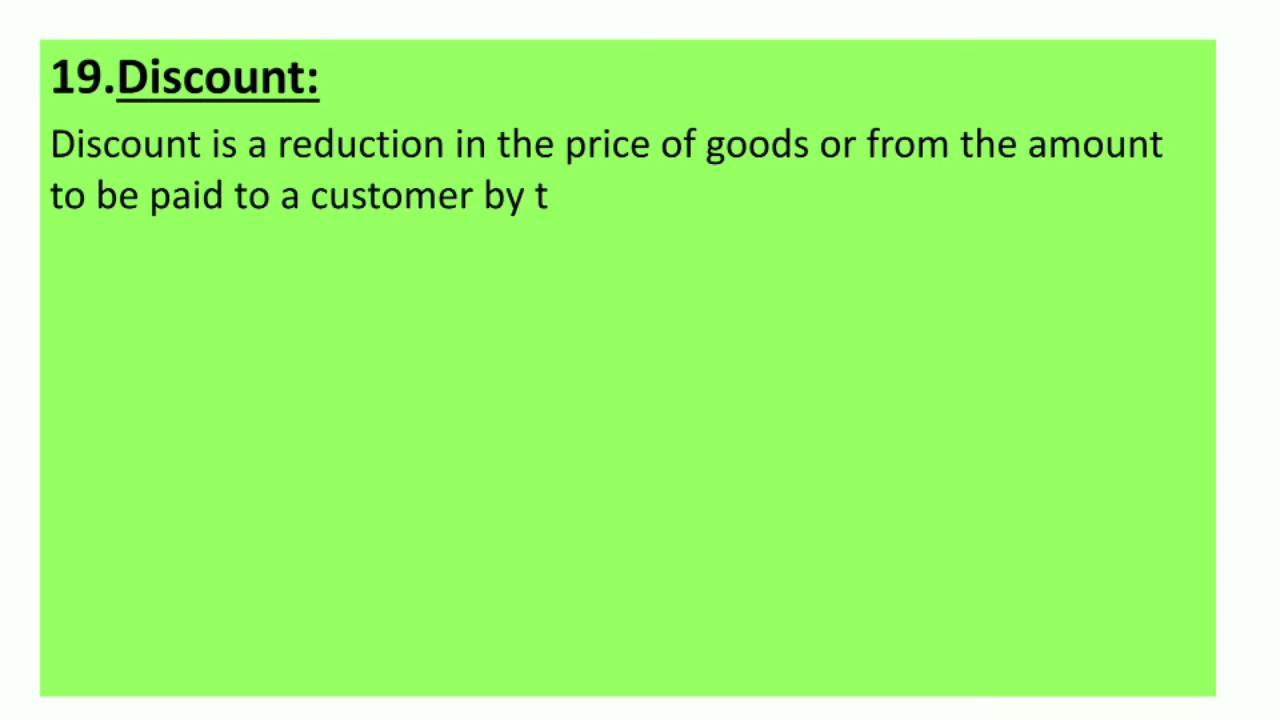 19.Discount:
Discount is a reduction in the price of goods or from the amount
to be paid to a customer by t